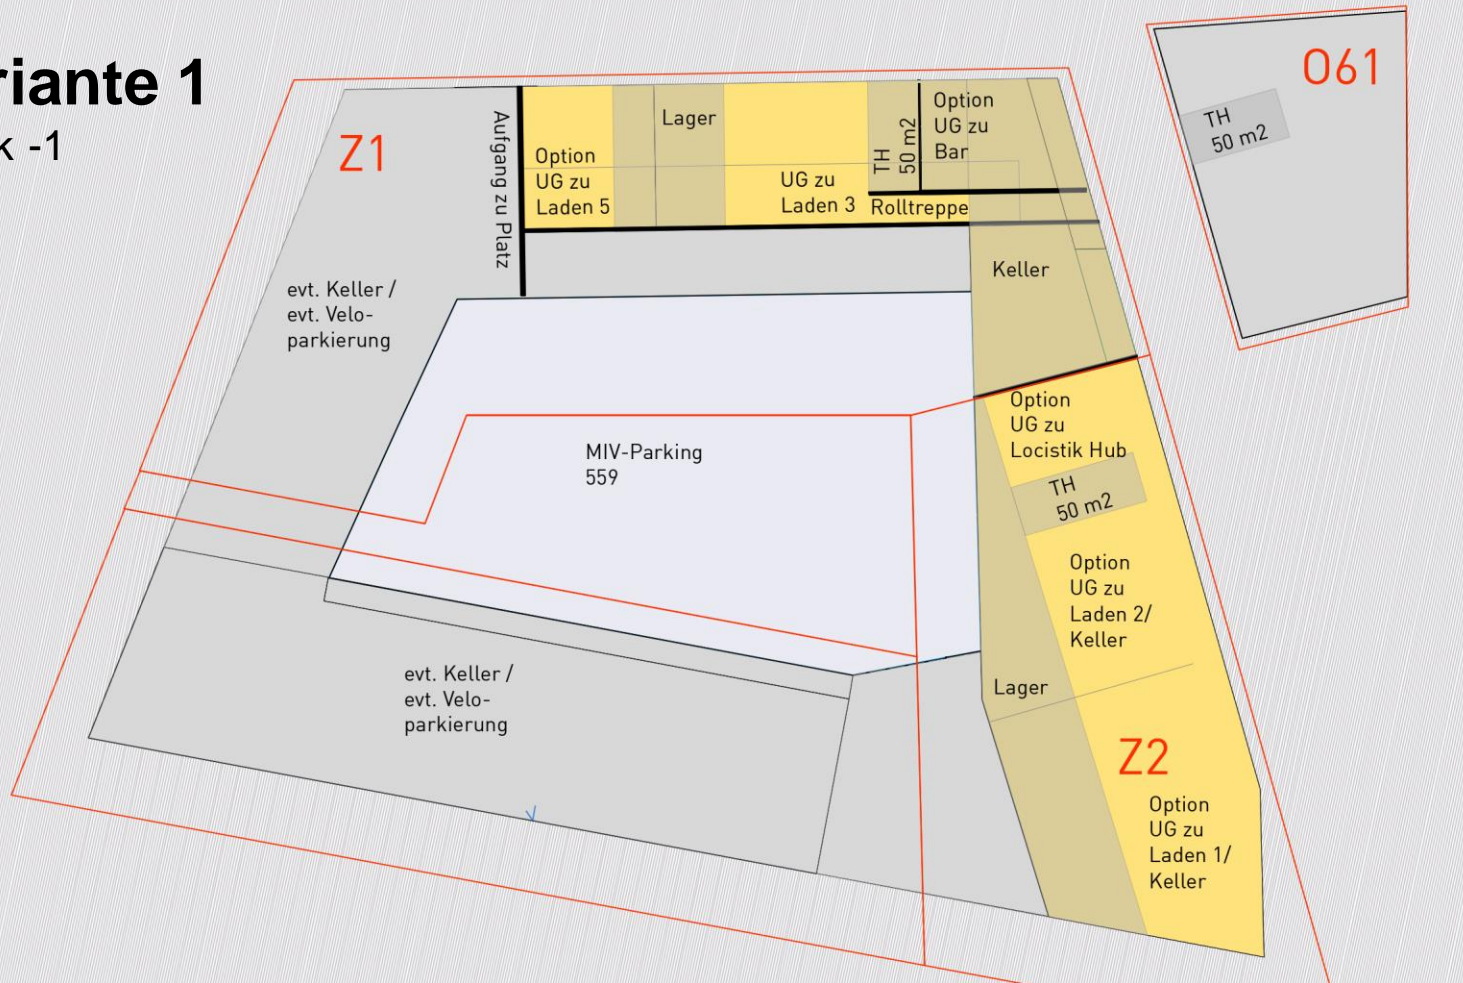 riante 1
k -1
Z1
O61
Aufgang zu Platz
Option
UG zu
Laden 5
Lager
UG zu
Laden 3
TH
50 m2
Option
UG zu
Bar
Rolltreppe
TH
50 m2
Keller
evt. Keller /
evt. Velo-
parkierung
MIV-Parking
559
Option
UG zu
Locistik Hub
TH
50 m2
Option
UG zu
Laden 2/
Keller
Lager
evt. Keller /
evt. Velo-
parkierung
Z2
Option
UG zu
Laden 1/
Keller